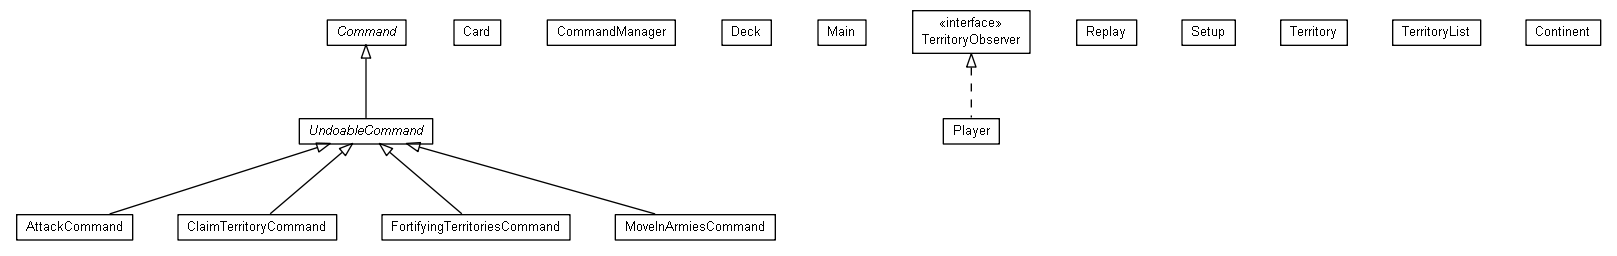 Command
Card
CommandManager
Deck
Main
«interface»
TerritoryObserver
Replay
Setup
Territory
TerritoryList
Continent
UndoableCommand
Player
AttackCommand
ClaimTerritoryCommand
FortifyingTerritoriesCommand
MoveInArmiesCommand